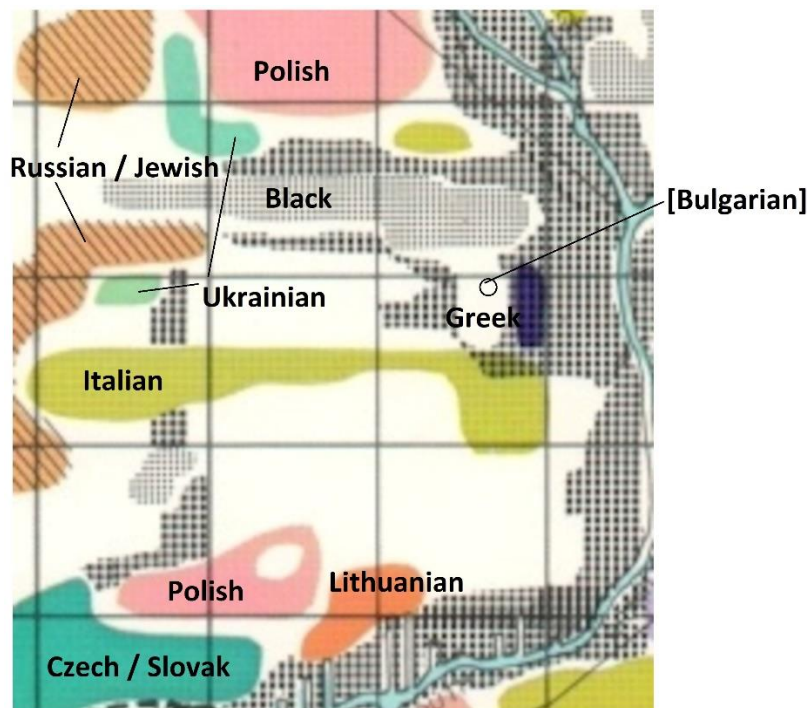 Polish
Russian / Jewish
Black
[Bulgarian]
Ukrainian
Greek
Italian
Lithuanian
Polish
Czech / Slovak